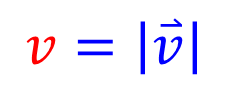 v = |v⃗|